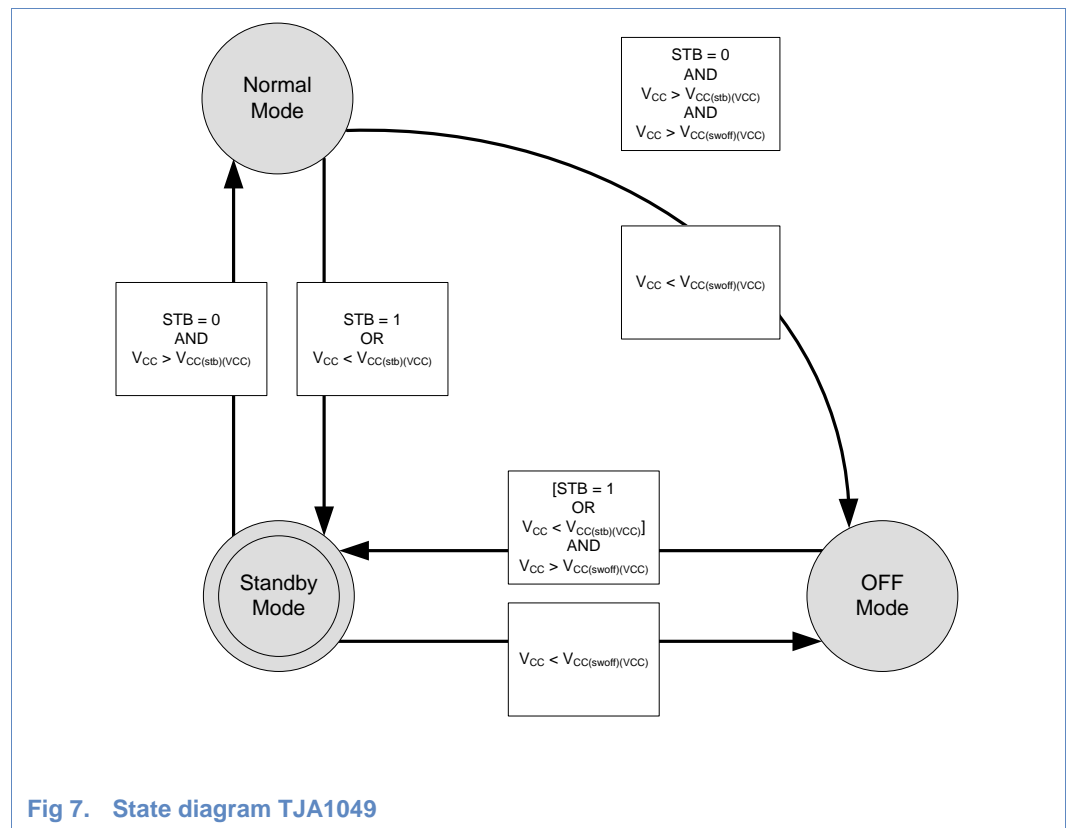 Normal
Mode
STB = 0
AND
VCC > VCC(stb)(VCC)
AND
VCC > VCC(swoff)(VCC)
VCC < VCC(swoff)(VCC)
STB = 0
AND
VCC > VCC(stb)(VCC)
STB = 1
OR
VCC < VCC(stb)(VCC)
[STB = 1
OR
VCC < VCC(stb)(VCC)]
AND
VCC > VCC(swoff)(VCC)
Standby
Mode
OFF
Mode
VCC < VCC(swoff)(VCC)
Fig 7. State diagram TJA1049